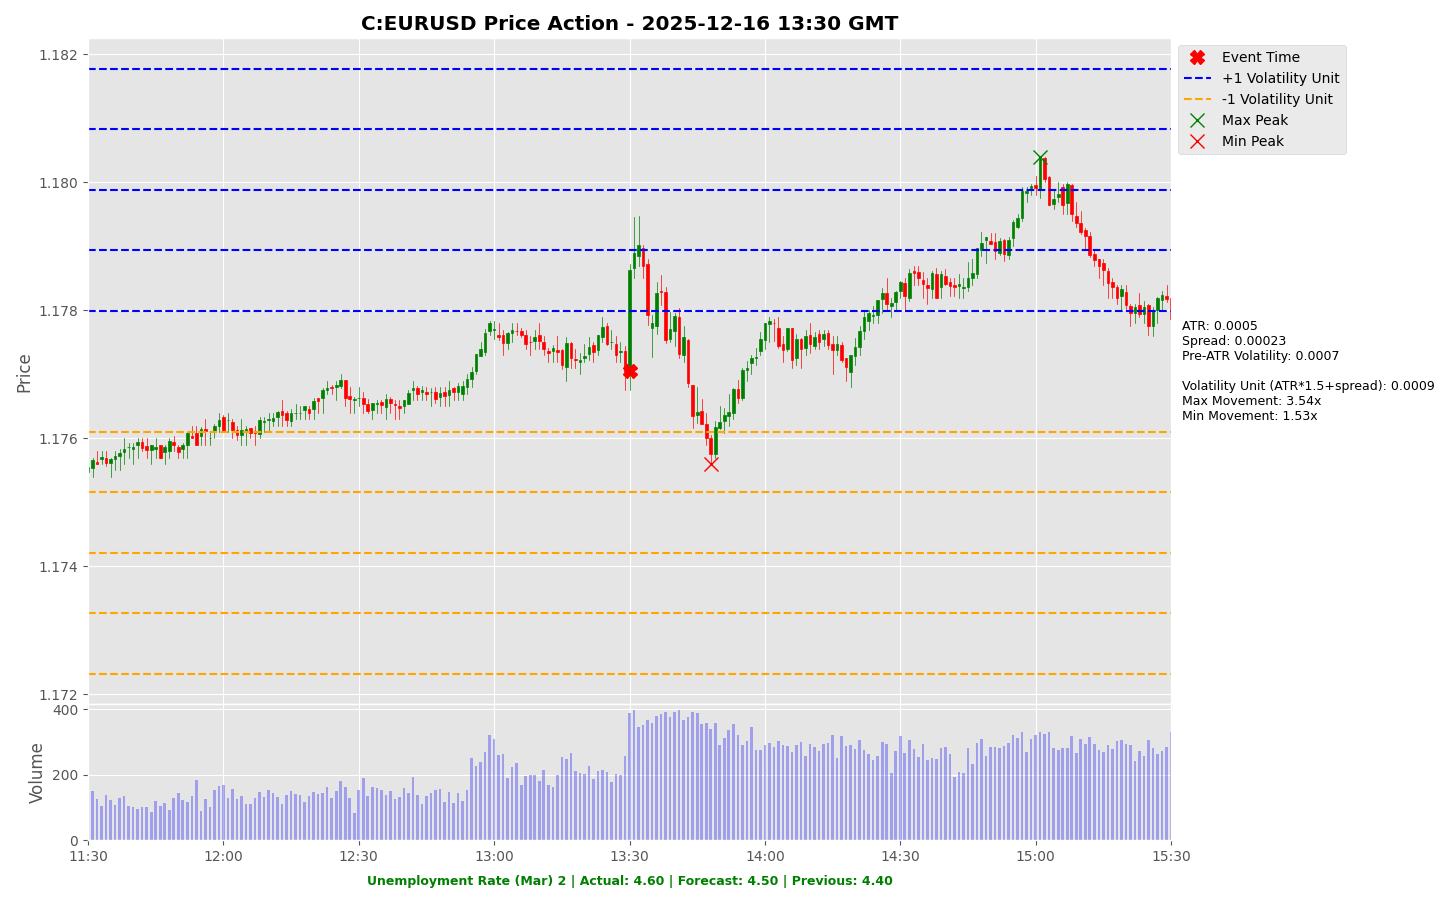 C:EURUSD Price Action - 2025-12-16 13:30 GMT
Event Time
+1 Volatility Unit
-1 Volatility Unit
Max Peak
Min Peak
Price
1.182
1.180
1.178
1.176
1.174
1.172
ATR: 0.0005
Spread: 0.00023
Pre-ATR Volatility: 0.0007
Volatility Unit (ATR*1.5+spread): 0.0009
Max Movement: 3.54x
Min Movement: 1.53x
Volume
400
200
0
11:30 12:00 12:30 13:00 13:30 14:00 14:30 15:00 15:30
Unemployment Rate (Mar) 2 | Actual: 4.60 | Forecast: 4.50 | Previous: 4.40